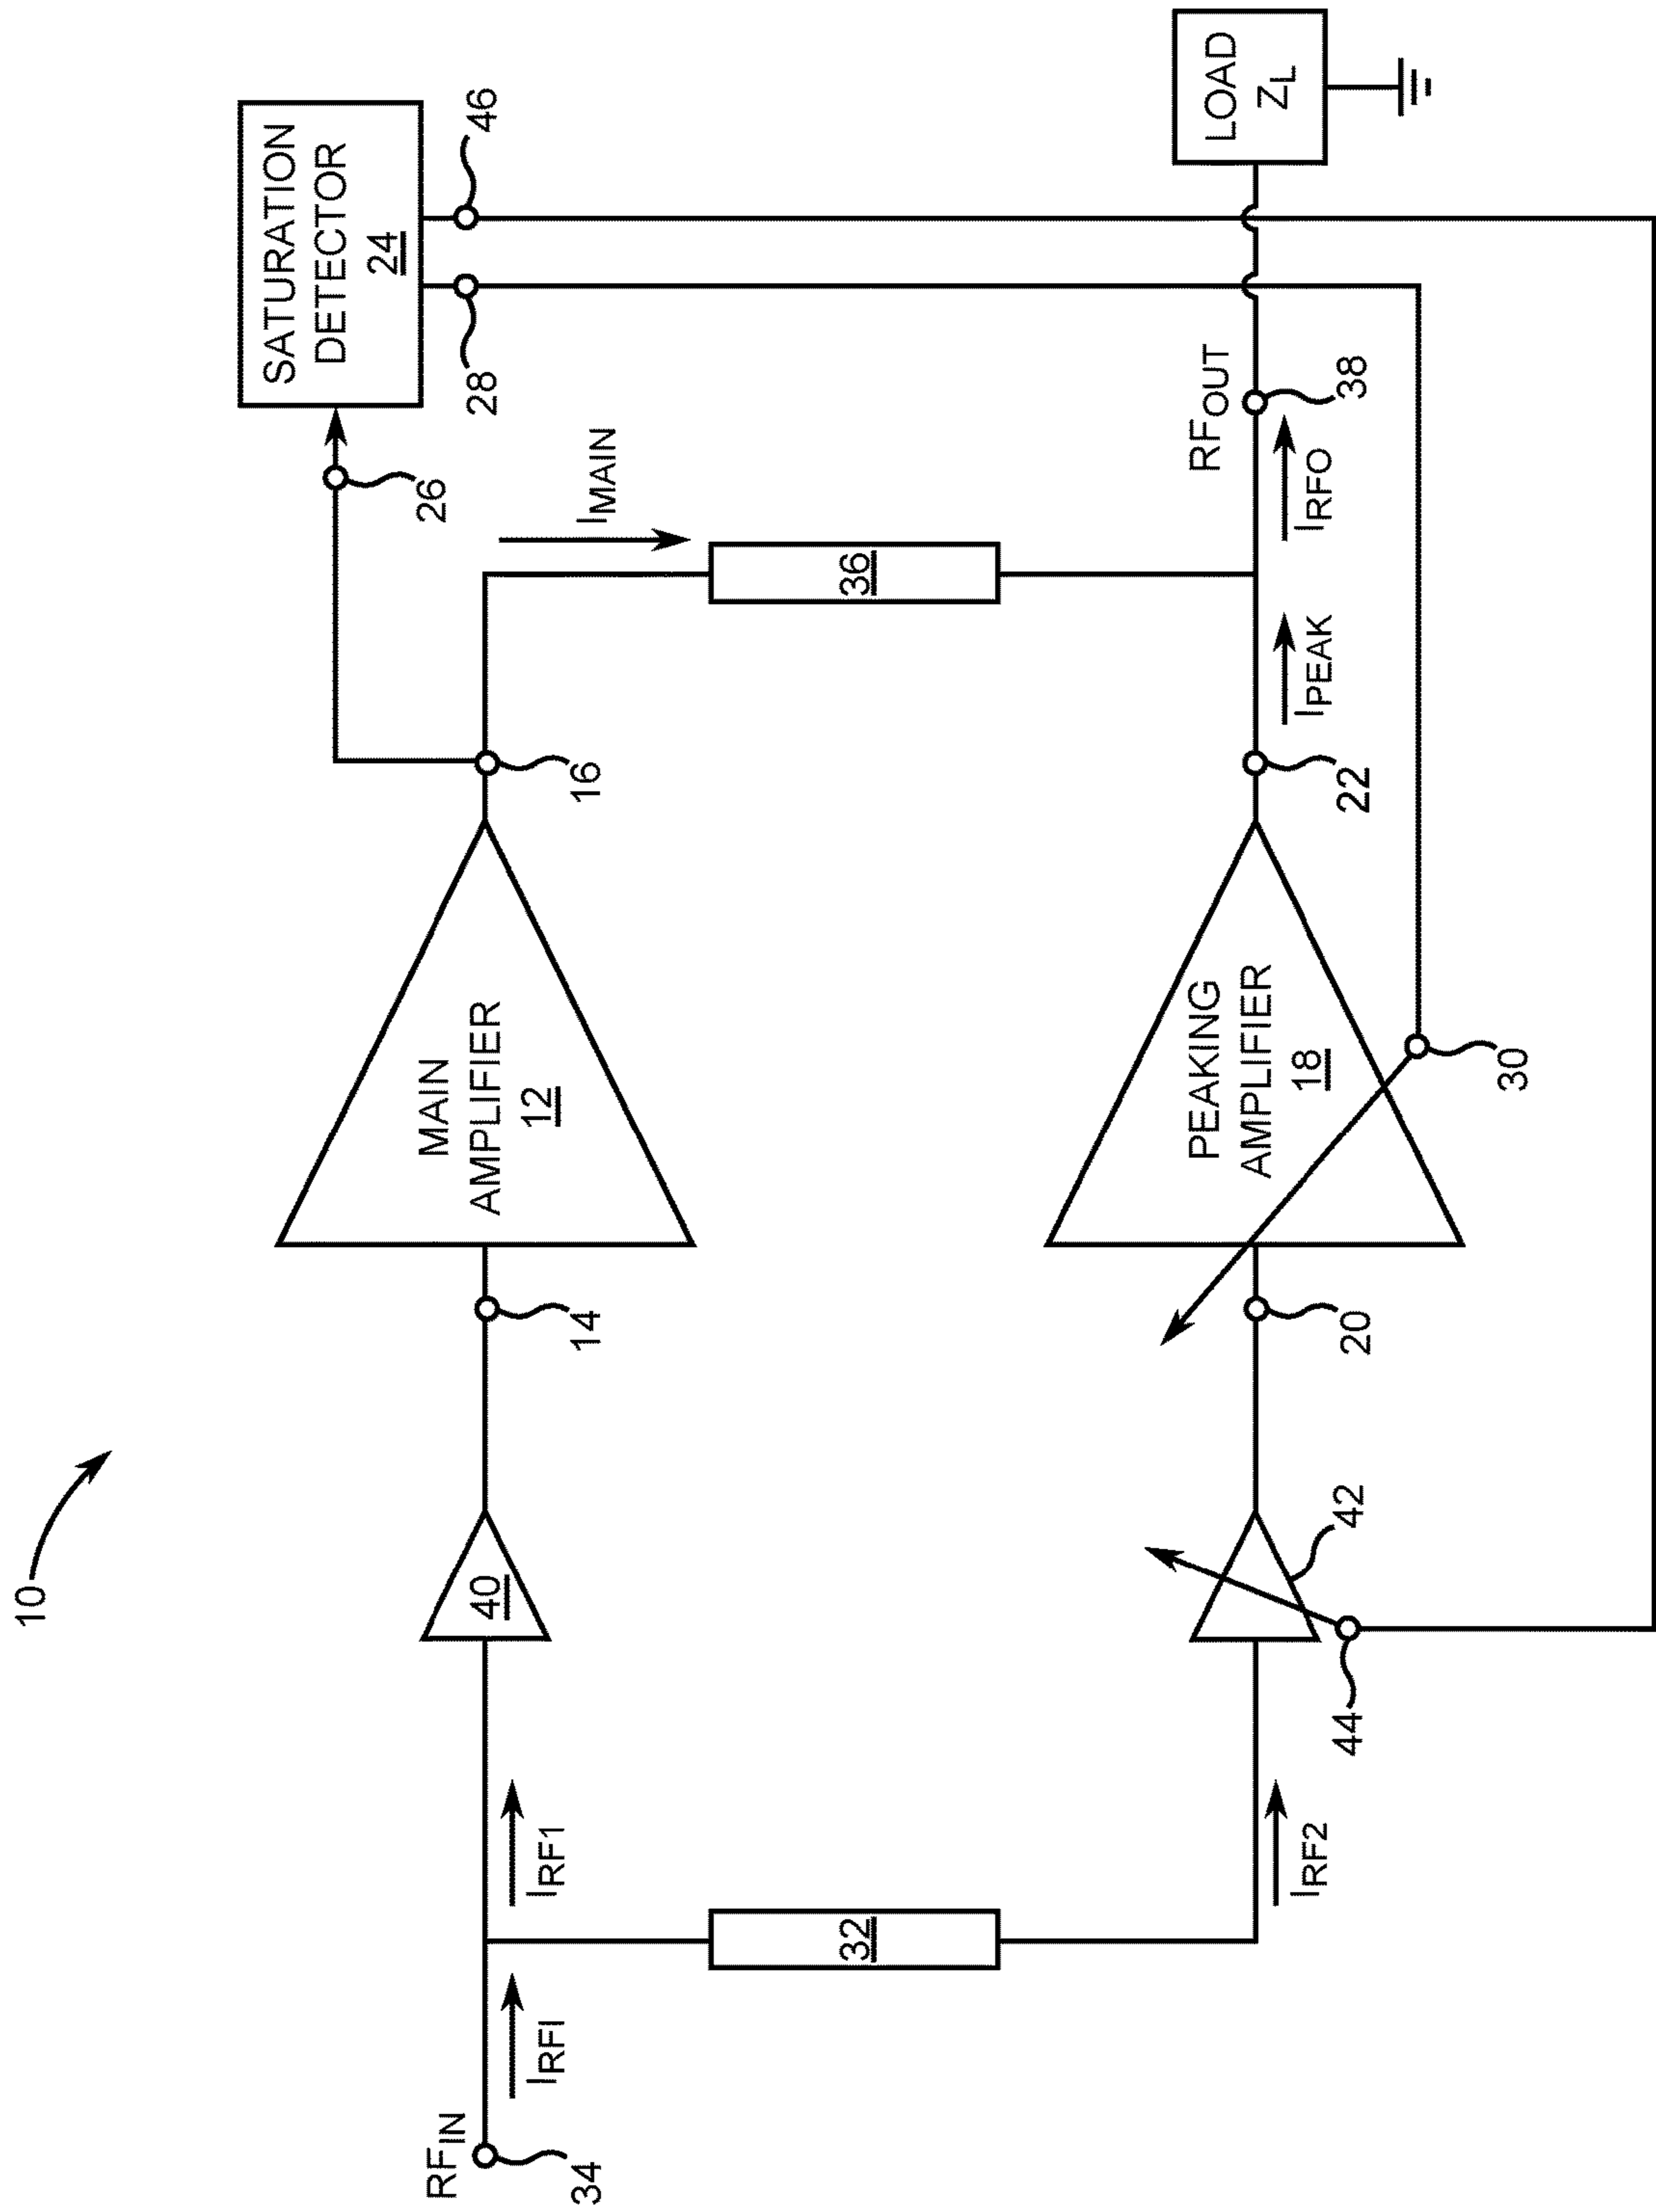 10
SATURATION
DETECTOR
24
26
28
46
I_MAIN
MAIN
AMPLIFIER
12
14
16
40
RF_IN
34
I_RFI
I_RF1
32
36
I_RF2
42
44
20
PEAKING
AMPLIFIER
18
30
22
I_PEAK
RF_OUT
38
I_RFO
LOAD
Z_L